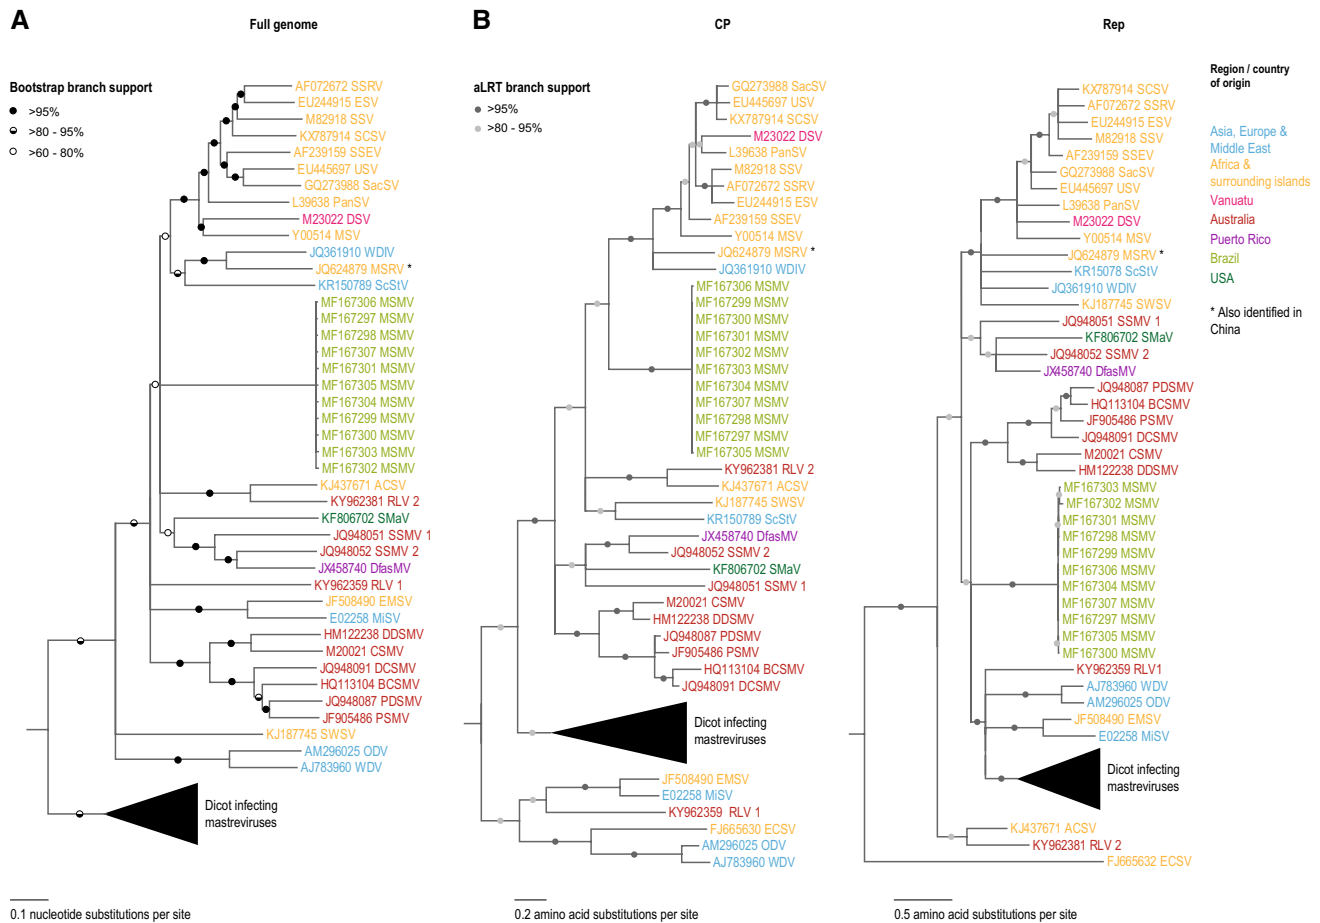 A
Full genome
Bootstrap branch support
>95%
>80 - 95%
>60 - 80%
AF072672 SSRV
EU244915 ESV
M82918 SSV
KX787914 SCSV
AF239159 SSEV
EU445697 USV
GQ273988 SacSV
L39638 PanSV
M23022 DSV
Y00514 MSV
JQ361910 WDIV
JQ624879 MSRV *
KR150789 ScStV
MF167306 MSMV
MF167297 MSMV
MF167298 MSMV
MF167307 MSMV
MF167301 MSMV
MF167305 MSMV
MF167304 MSMV
MF167299 MSMV
MF167300 MSMV
MF167303 MSMV
MF167302 MSMV
KJ437671 ACSV
KY962381 RLV 2
KF806702 SMaV
JQ948051 SSMV 1
JQ948052 SSMV 2
JX458740 DfasMV
KY962359 RLV 1
JF508490 EMSV
E02258 MiSV
HM122238 DDSMV
M20021 CSMV
JQ948091 DCSMV
HQ113104 BCSMV
JQ948087 PDSMV
JF905486 PSMV
KJ187745 SWSV
AM296025 ODV
AJ783960 WDV
Dicot infecting
mastreviruses
0.1 nucleotide substitutions per site
B
CP
aLRT branch support
>95%
>80 - 95%
GQ273988 SacSV
EU445697 USV
KX787914 SCSV
M23022 DSV
L39638 PanSV
M82918 SSV
AF072672 SSRV
EU244915 ESV
AF239159 SSEV
Y00514 MSV
JQ624879 MSRV *
JQ361910 WDIV
MF167306 MSMV
MF167299 MSMV
MF167300 MSMV
MF167301 MSMV
MF167302 MSMV
MF167303 MSMV
MF167304 MSMV
MF167307 MSMV
MF167298 MSMV
MF167297 MSMV
MF167305 MSMV
KY962381 RLV 2
KJ437671 ACSV
KJ187745 SWSV
KR150789 ScStV
JX458740 DfasMV
JQ948052 SSMV 2
KF806702 SMaV
JQ948051 SSMV 1
M20021 CSMV
HM122238 DDSMV
JQ948087 PDSMV
JF905486 PSMV
HQ113104 BCSMV
JQ948091 DCSMV
Dicot infecting
mastreviruses
JF508490 EMSV
E02258 MiSV
KY962359 RLV 1
FJ665630 ECSV
AM296025 ODV
AJ783960 WDV
0.2 amino acid substitutions per site
Rep
KX787914 SCSV
AF072672 SSRV
EU244915 ESV
M82918 SSV
AF239159 SSEV
GQ273988 SacSV
EU445697 USV
L39638 PanSV
M23022 DSV
Y00514 MSV
JQ624879 MSRV *
KR15078 ScStV
JQ361910 WDIV
KJ187745 SWSV
JQ948051 SSMV 1
KF806702 SMaV
JQ948052 SSMV 2
JX458740 DfasMV
JQ948087 PDSMV
HQ113104 BCSMV
JF905486 PSMV
JQ948091 DCSMV
M20021 CSMV
HM122238 DDSMV
MF167303 MSMV
MF167302 MSMV
MF167301 MSMV
MF167298 MSMV
MF167299 MSMV
MF167306 MSMV
MF167304 MSMV
MF167307 MSMV
MF167297 MSMV
MF167305 MSMV
MF167300 MSMV
KY962359 RLV1
AJ783960 WDV
AM296025 ODV
JF508490 EMSV
E02258 MiSV
Dicot infecting
mastreviruses
KJ437671 ACSV
KY962381 RLV 2
FJ665632 ECSV
0.5 amino acid substitutions per site
Region / country
of origin
Asia, Europe &
Middle East
Africa &
surrounding islands
Vanuatu
Australia
Puerto Rico
Brazil
USA
* Also identified in
China